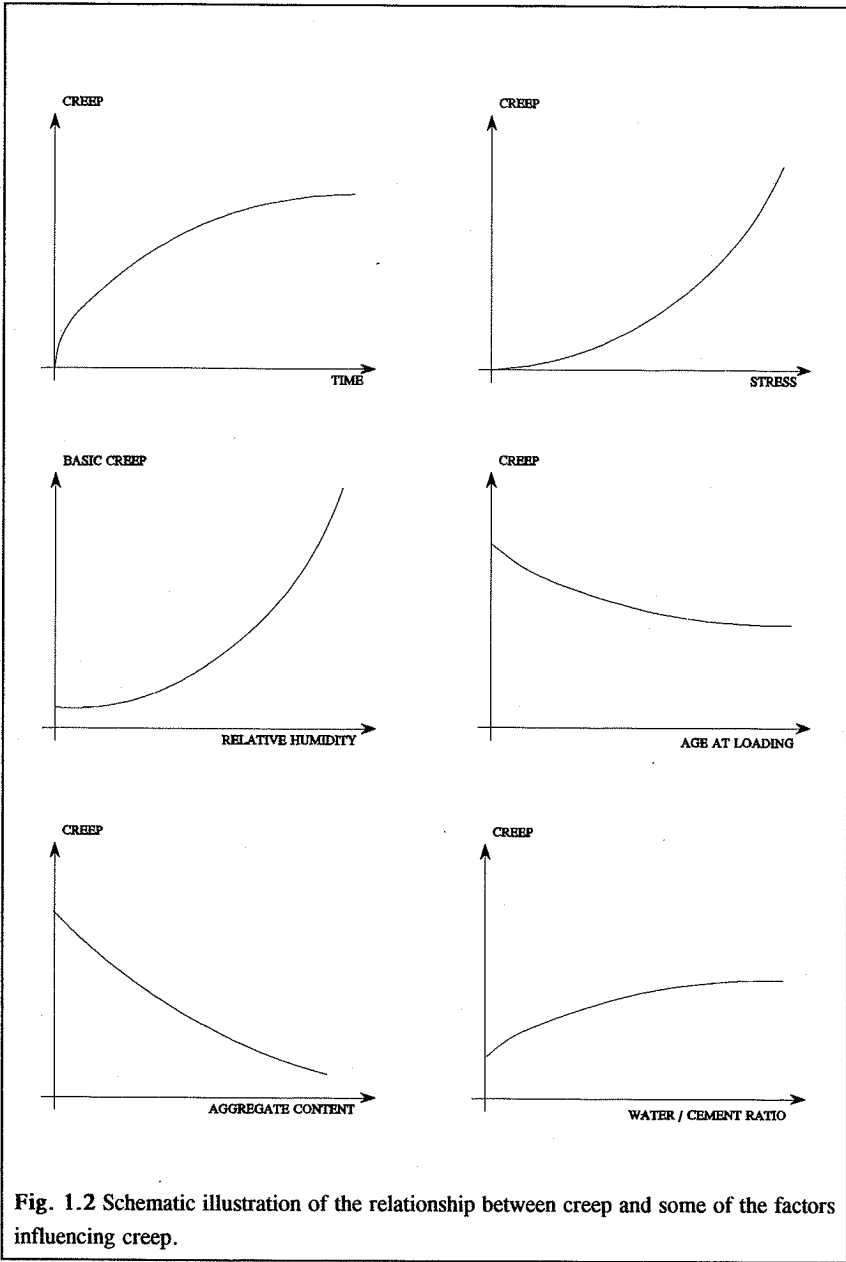 CREEP
TIME
CREEP
STRESS
BASIC CREEP
RELATIVE HUMIDITY
CREEP
AGE AT LOADING
CREEP
AGGREGATE CONTENT
CREEP
WATER / CEMENT RATIO
Fig. 1.2 Schematic illustration of the relationship between creep and some of the factors
influencing creep.